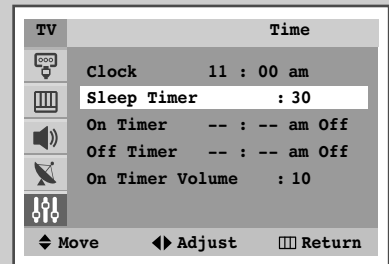 TV Time
Clock 11 : 00 am
Sleep Timer : 30
On Timer -- : -- am Off
Off Timer -- : -- am Off
On Timer Volume : 10
Move Adjust Return